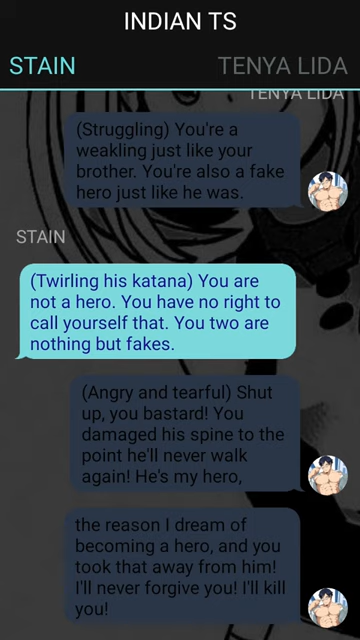 INDIAN TS
STAIN
TENYA LIDA
TENYA LIDA
(Struggling) You're a
weakling just like your
brother. You're also a fake
hero just like he was.
STAIN
(Twirling his katana) You are
not a hero. You have no right to
call yourself that. You two are
nothing but fakes.
(Angry and tearful) Shut
up, you bastard! You
damaged his spine to the
point he'll never walk
again! He's my hero,
the reason I dream of
becoming a hero, and you
took that away from him!
I'll never forgive you! I'll kill
you!